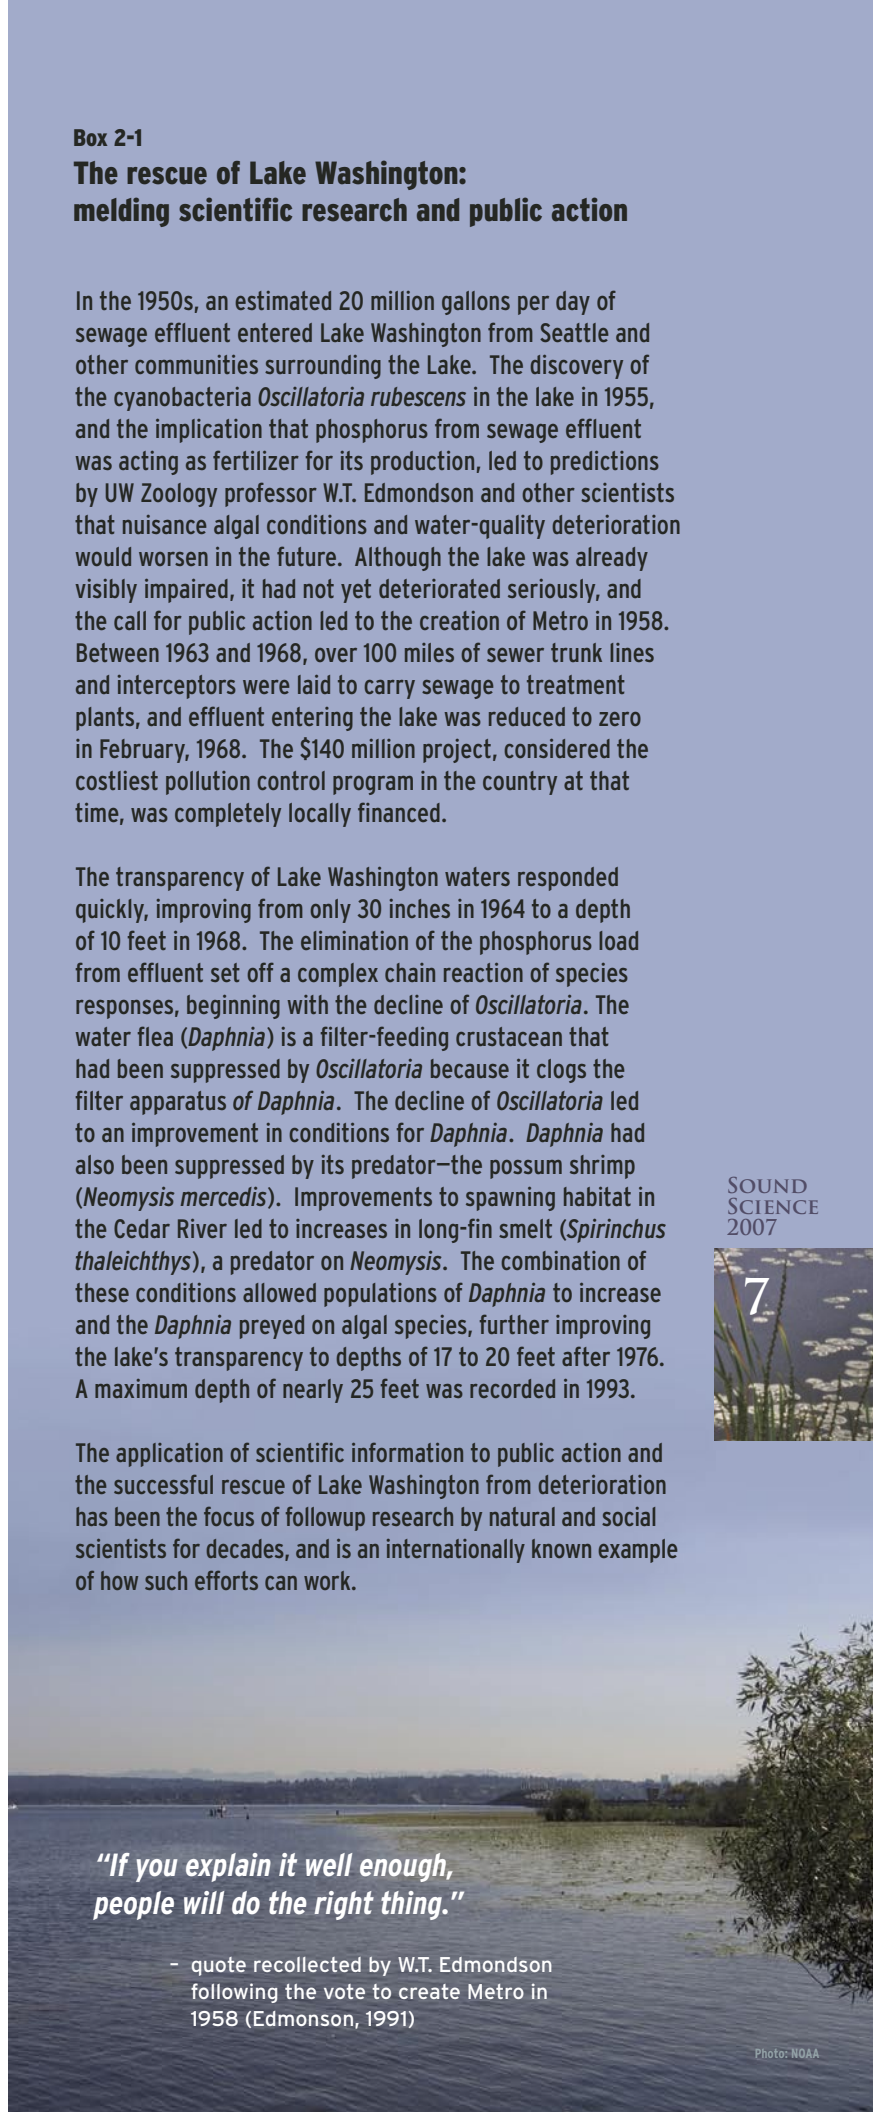 Box 2-1
The rescue of Lake Washington:
melding scientific research and public action
In the 1950s, an estimated 20 million gallons per day of
sewage effluent entered Lake Washington from Seattle and
other communities surrounding the Lake.  The discovery of
the cyanobacteria Oscillatoria rubescens in the lake in 1955,
and the implication that phosphorus from sewage effluent
was acting as fertilizer for its production, led to predictions
by UW Zoology professor W.T. Edmondson and other scientists
that nuisance algal conditions and water-quality deterioration
would worsen in the future.  Although the lake was already
visibly impaired, it had not yet deteriorated seriously, and
the call for public action led to the creation of Metro in 1958.
Between 1963 and 1968, over 100 miles of sewer trunk lines
and interceptors were laid to carry sewage to treatment
plants, and effluent entering the lake was reduced to zero
in February, 1968.  The $140 million project, considered the
costliest pollution control program in the country at that
time, was completely locally financed.
The transparency of Lake Washington waters responded
quickly, improving from only 30 inches in 1964 to a depth
of 10 feet in 1968.  The elimination of the phosphorus load
from effluent set off a complex chain reaction of species
responses, beginning with the decline of Oscillatoria. The
water flea (Daphnia) is a filter-feeding crustacean that
had been suppressed by Oscillatoria because it clogs the
filter apparatus of Daphnia.  The decline of Oscillatoria led
to an improvement in conditions for Daphnia.  Daphnia had
also been suppressed by its predator—the possum shrimp
(Neomysis mercedis).  Improvements to spawning habitat in
the Cedar River led to increases in long-fin smelt (Spirinchus
thaleichthys), a predator on Neomysis.  The combination of
these conditions allowed populations of Daphnia to increase
and the Daphnia preyed on algal species, further improving
the lake's transparency to depths of 17 to 20 feet after 1976.
A maximum depth of nearly 25 feet was recorded in 1993.
The application of scientific information to public action and
the successful rescue of Lake Washington from deterioration
has been the focus of followup research by natural and social
scientists for decades, and is an internationally known example
of how such efforts can work.
SOUND
SCIENCE
2007
7
"If you explain it well enough,
people will do the right thing."
– quote recollected by W.T. Edmondson
following the vote to create Metro in
1958 (Edmonson, 1991)
Photo: NOAA